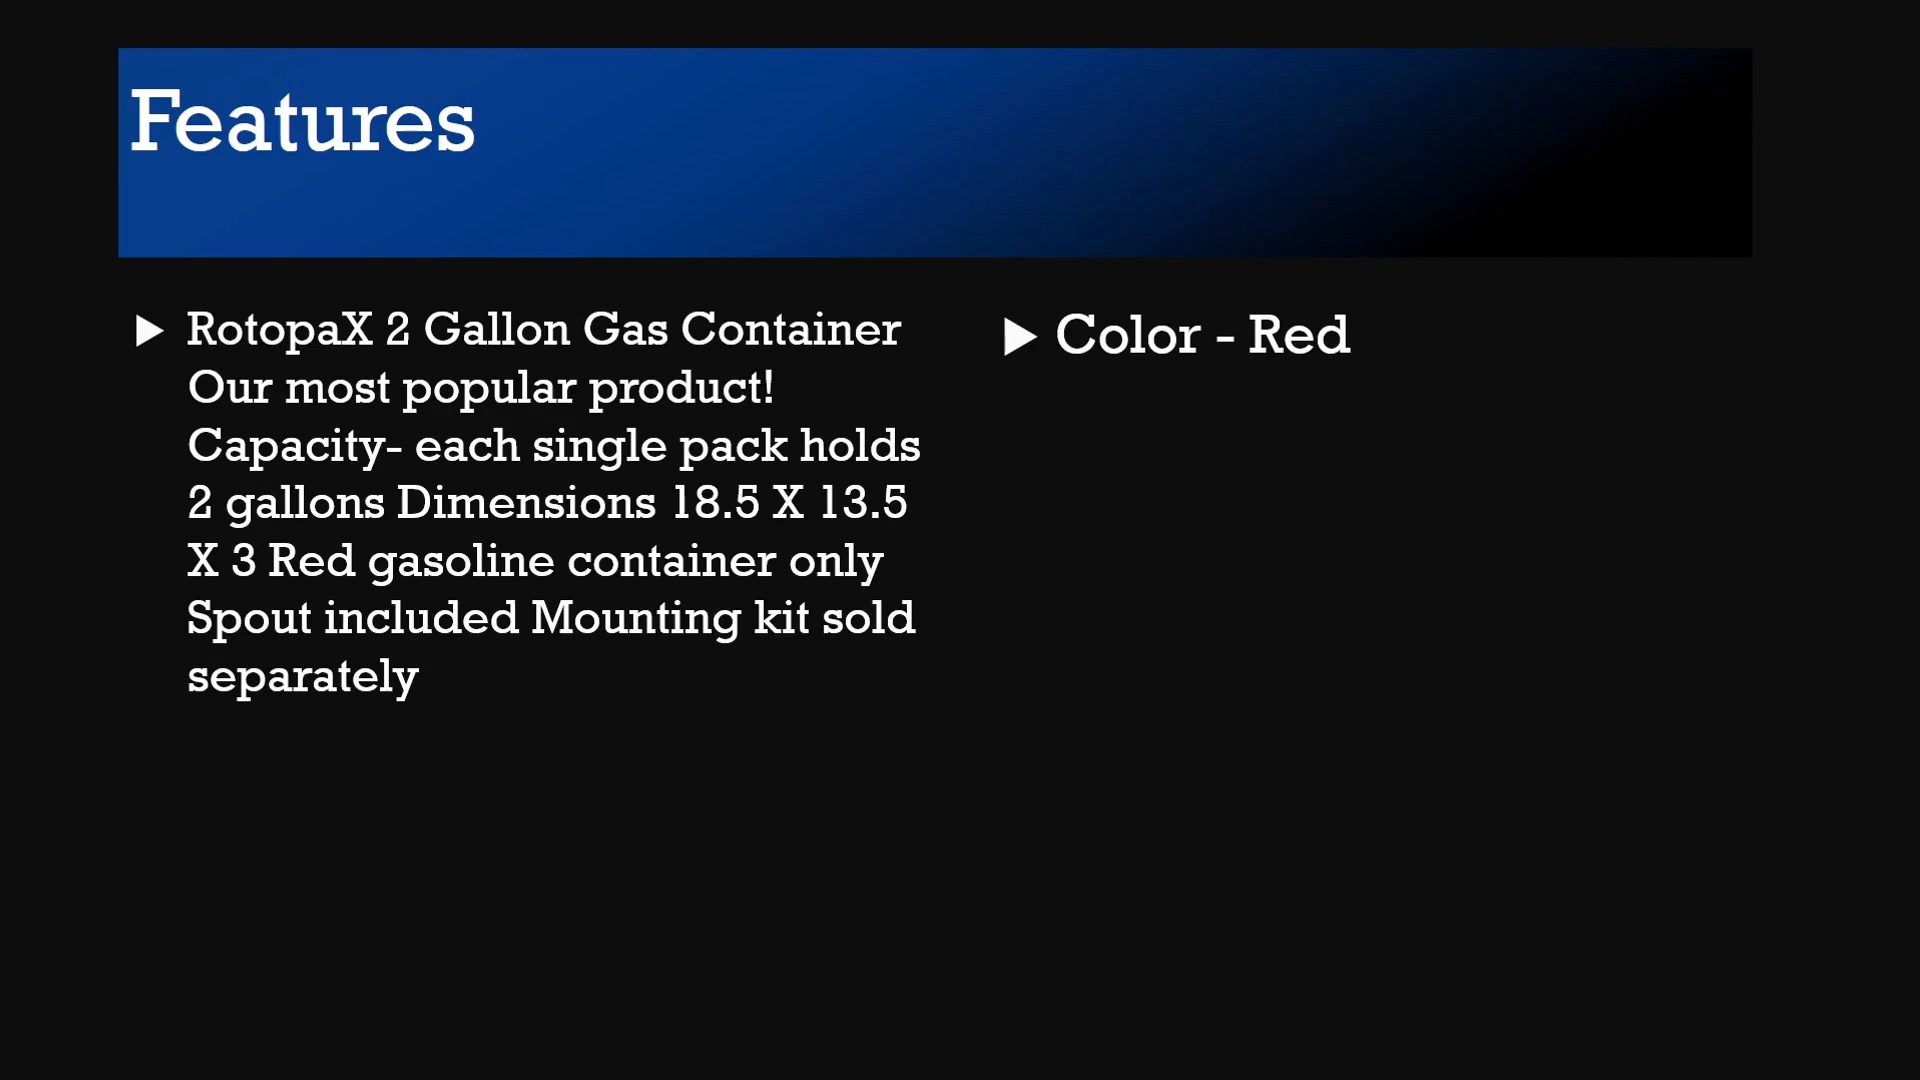 Features
RotopaX 2 Gallon Gas Container
Our most popular product!
Capacity- each single pack holds
2 gallons Dimensions 18.5 X 13.5
X 3 Red gasoline container only
Spout included Mounting kit sold
separately
Color - Red